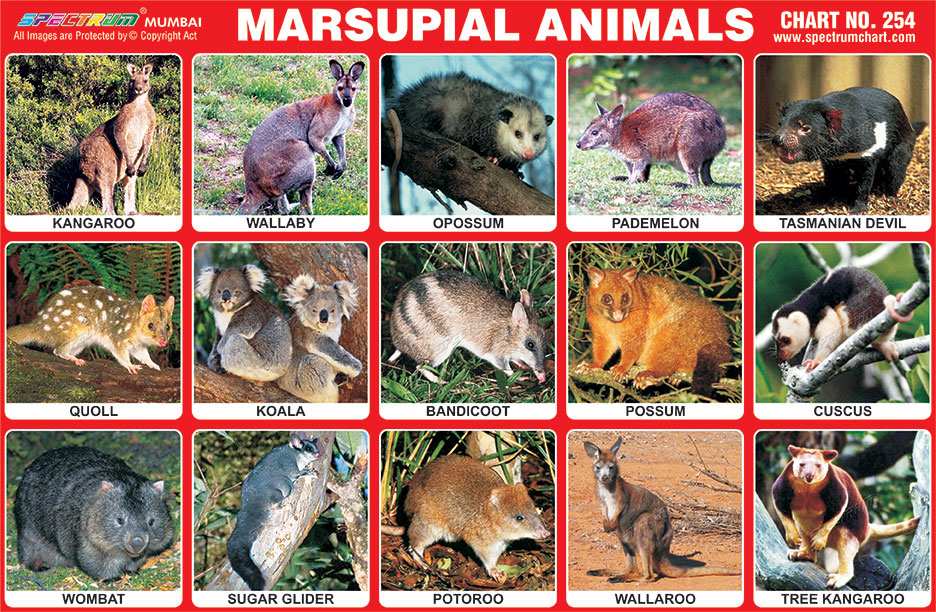 SPECTRUM® MUMBAI
All Images are Protected by © Copyright Act
MARSUPIAL ANIMALS
CHART NO. 254
www.spectrumchart.com
KANGAROO
WALLABY
OPOSSUM
PADEMELON
TASMANIAN DEVIL
QUOLL
KOALA
BANDICOOT
POSSUM
CUSCUS
WOMBAT
SUGAR GLIDER
POTOROO
WALLAROO
TREE KANGAROO